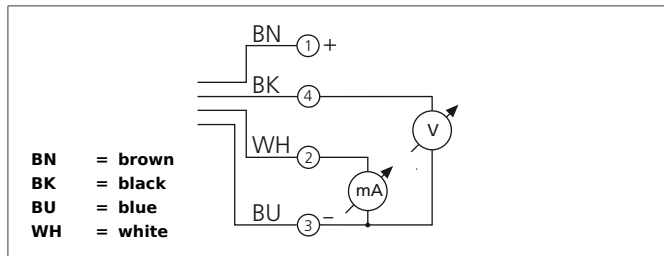 BN 1 +
BK 4
V
WH 2
mA
BU 3 –
BN = brown
BK = black
BU = blue
WH = white